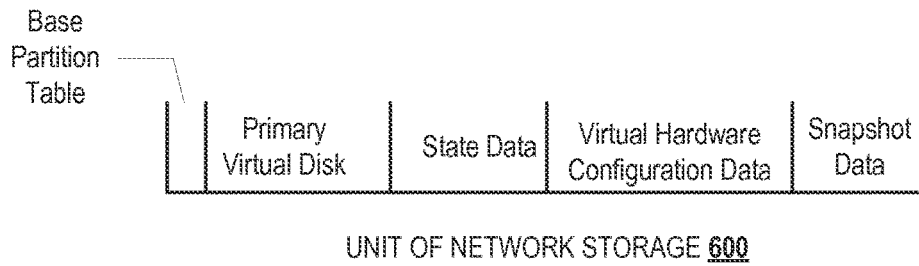 Base
Partition
Table
Primary
Virtual Disk
State Data
Virtual Hardware
Configuration Data
Snapshot
Data
UNIT OF NETWORK STORAGE 600